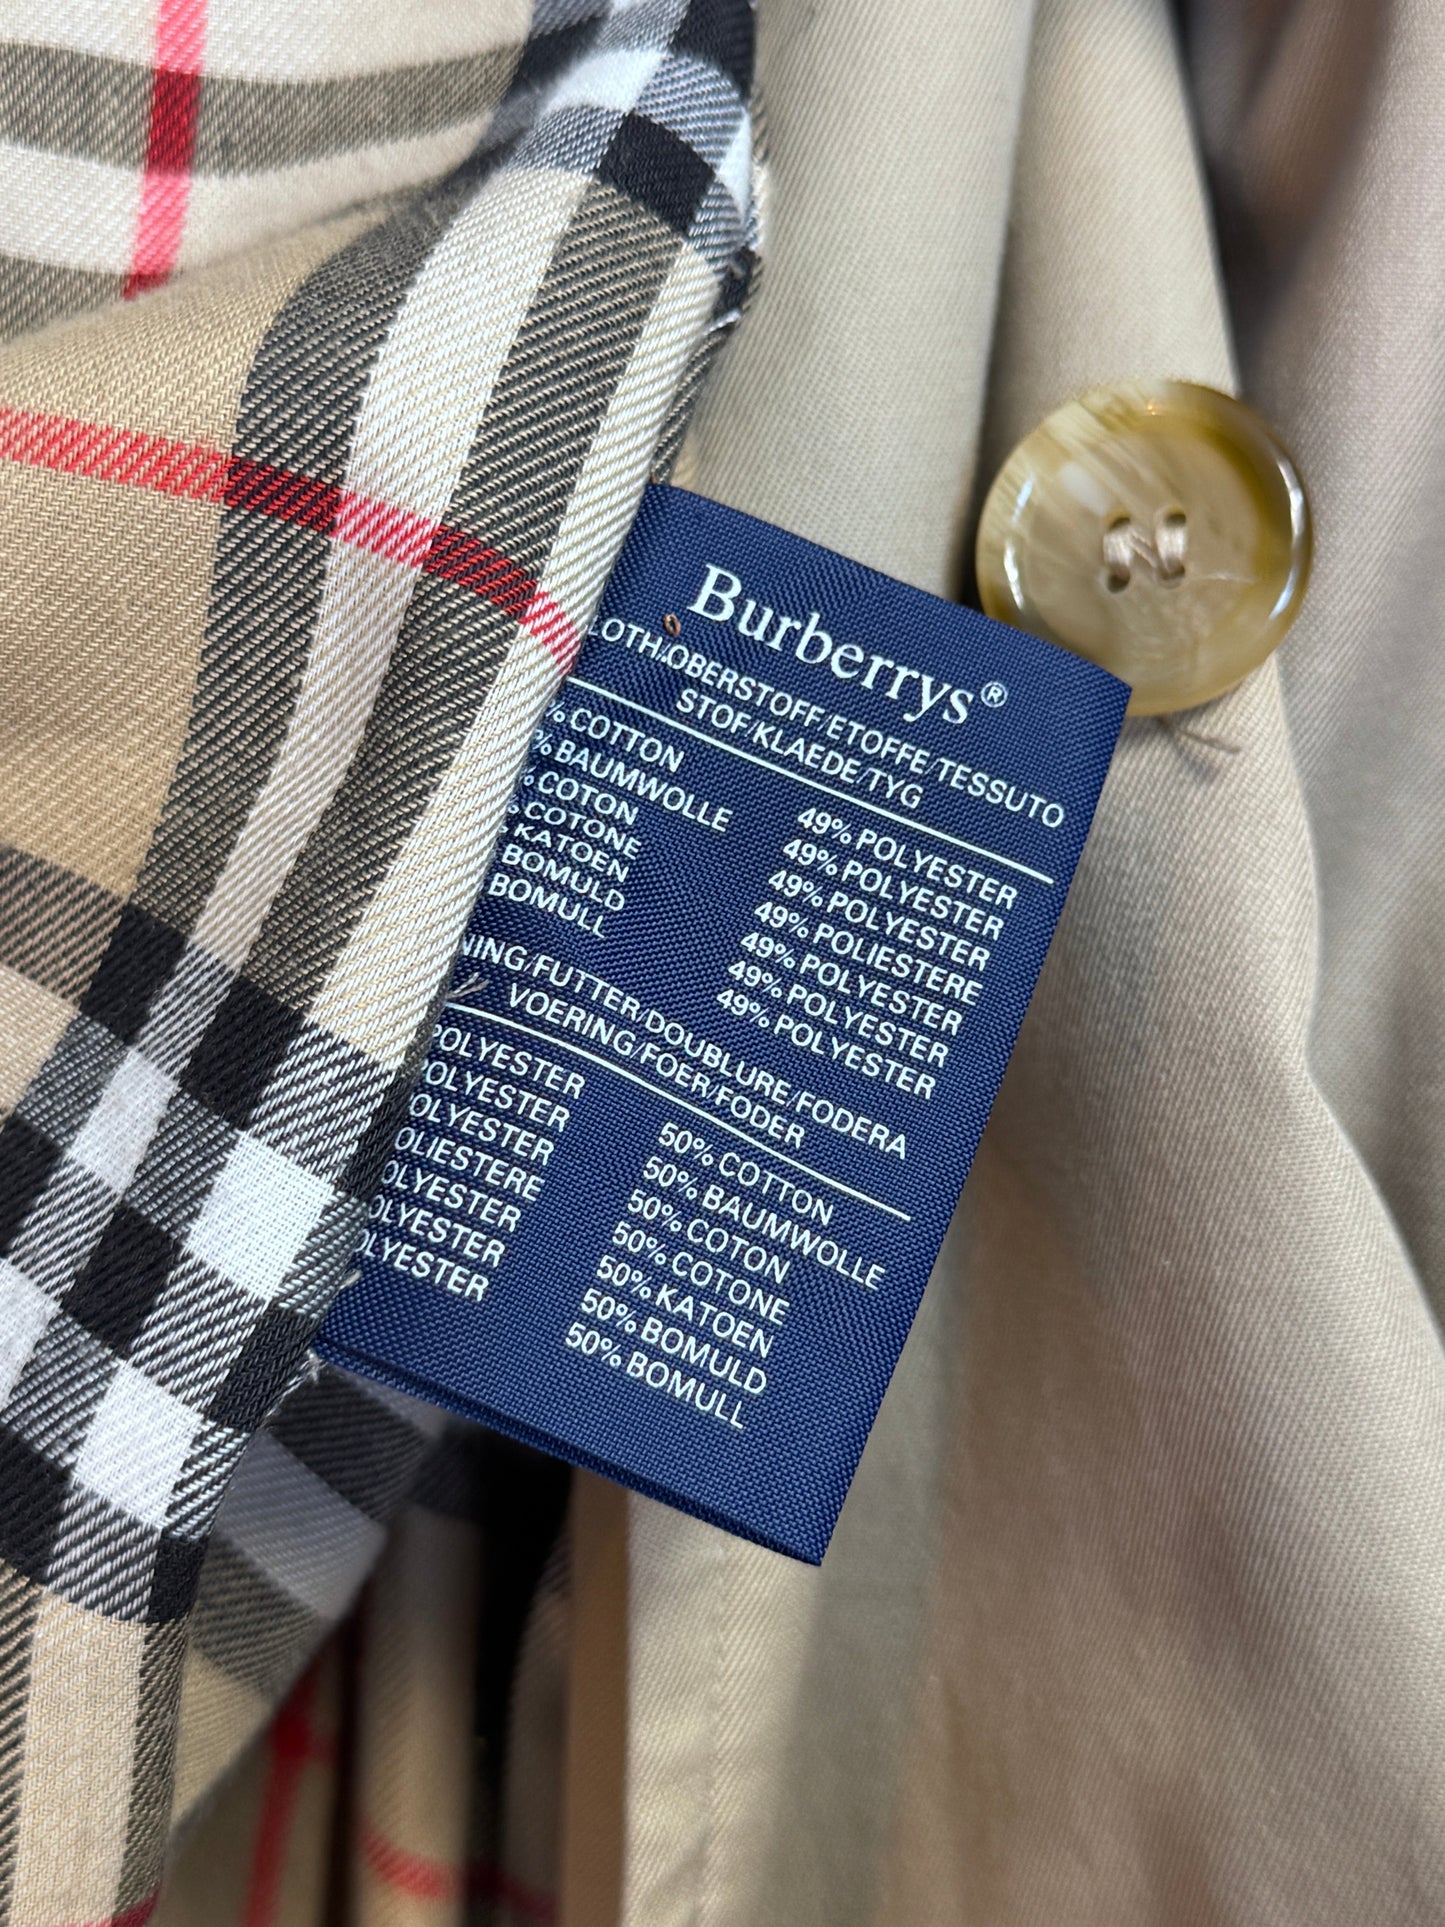 Burberrys®
LOTH/OBERSTOFF/ETOFFE/TESSUTO
STOF/KLAEDE/TYG
% COTTON 49% POLYESTER
% BAUMWOLLE 49% POLYESTER
% COTON 49% POLYESTER
% COTONE 49% POLIESTERE
KATOEN 49% POLYESTER
BOMULD 49% POLYESTER
BOMULL 49% POLYESTER
NING/FUTTER/DOUBLURE/FODERA
VOERING/FOER/FODER
POLYESTER 50% COTTON
POLYESTER 50% BAUMWOLLE
OLYESTER 50% COTON
OLIESTERE 50% COTONE
OLYESTER 50% KATOEN
OLYESTER 50% BOMULD
OLYESTER 50% BOMULL